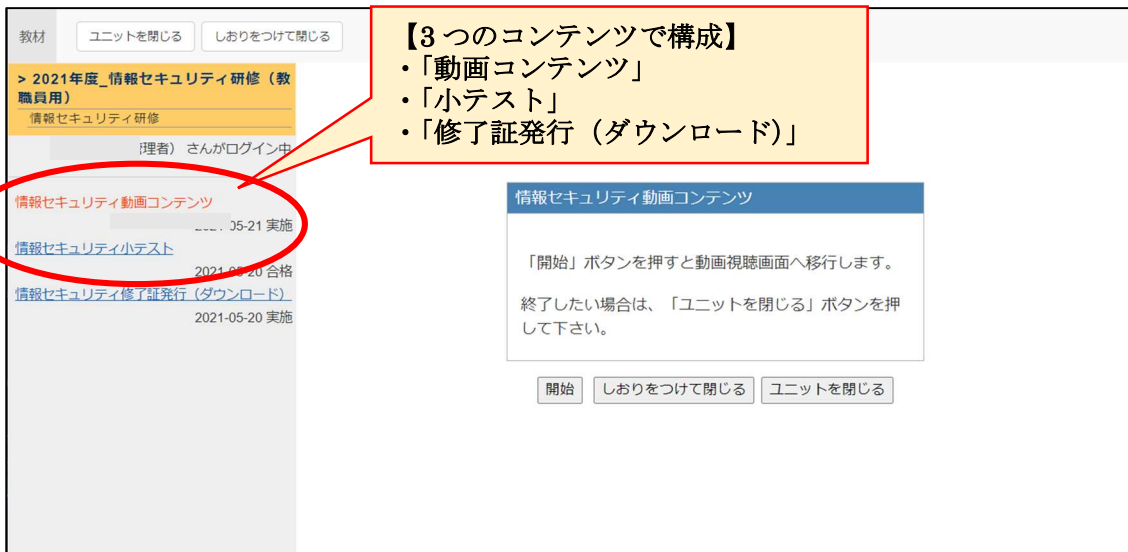 教材
ユニットを閉じる
しおりをつけて閉じる
> 2021年度_情報セキュリティ研修（教
職員用）
情報セキュリティ研修
理者） さんがログイン中
【3 つのコンテンツで構成】
・「動画コンテンツ」
・「小テスト」
・「修了証発行（ダウンロード）」
情報セキュリティ動画コンテンツ
05-21 実施
情報セキュリティ小テスト
2021-05-20 合格
情報セキュリティ修了証発行（ダウンロード）
2021-05-20 実施
情報セキュリティ動画コンテンツ
「開始」ボタンを押すと動画視聴画面へ移行します。
終了したい場合は、「ユニットを閉じる」ボタンを押
して下さい。
開始
しおりをつけて閉じる
ユニットを閉じる